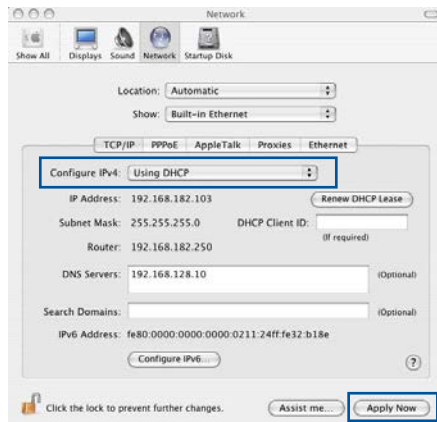 Network
Show All Displays Sound Network Startup Disk
Location: Automatic
Show: Built-in Ethernet
TCP/IP PPPoE AppleTalk Proxies Ethernet
Configure IPv4: Using DHCP
IP Address: 192.168.182.103 Renew DHCP Lease
Subnet Mask: 255.255.255.0 DHCP Client ID:
(If required)
Router: 192.168.182.250
DNS Servers: 192.168.128.10 (Optional)
Search Domains: (Optional)
IPv6 Address: fe80:0000:0000:0000:0211:24ff:fe32:b18e
Configure IPv6... ?
Click the lock to prevent further changes. Assist me... Apply Now